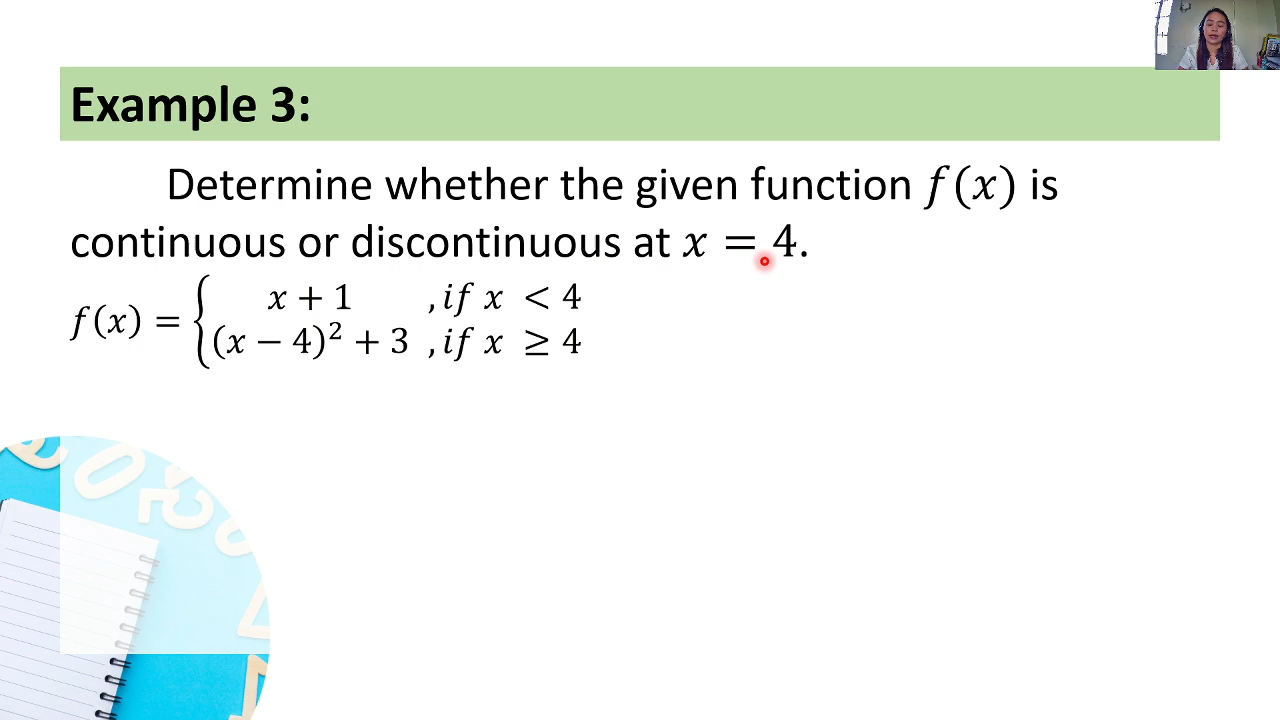 Example 3:
Determine whether the given function f(x) is
continuous or discontinuous at x = 4.
f(x) = { x + 1 , if x < 4
(x − 4)² + 3 , if x ≥ 4